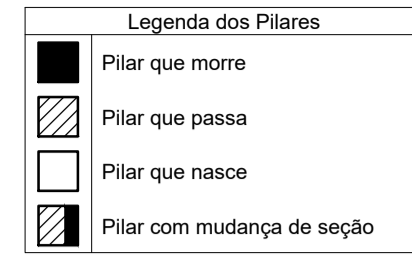 Legenda dos Pilares
Pilar que morre
Pilar que passa
Pilar que nasce
Pilar com mudança de seção